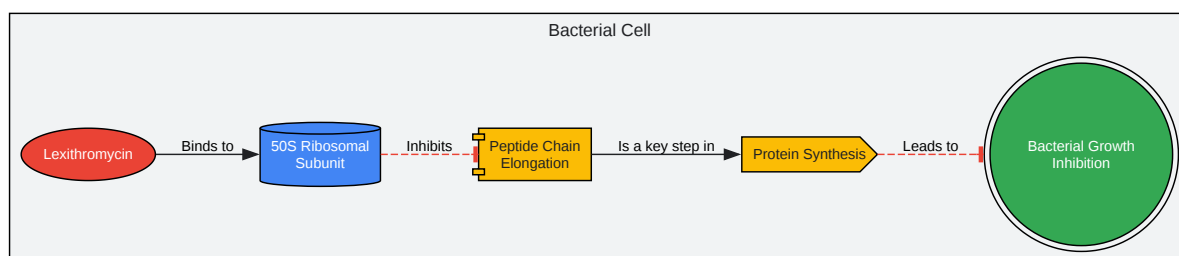 Bacterial Cell
Lexithromycin
Binds to
50S Ribosomal
Subunit
Inhibits
Peptide Chain
Elongation
Is a key step in
Protein Synthesis
Leads to
Bacterial Growth
Inhibition